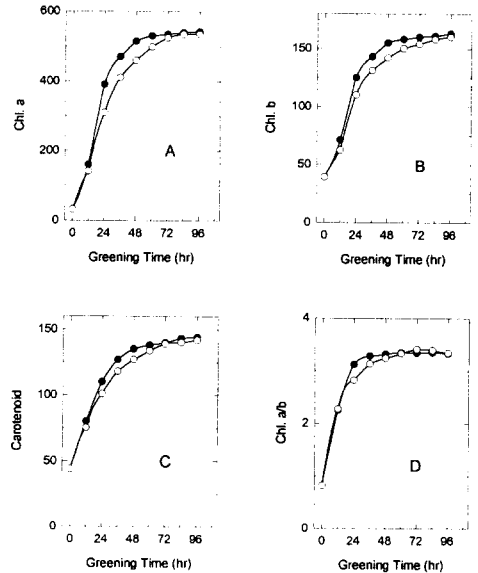 600
400
200
0
Chl. a
A
0 24 48 72 96
Greening Time (hr)
150
100
50
0
Chl. b
B
0 24 48 72 96
Greening Time (hr)
150
100
50
0
Carotenoid
C
0 24 48 72 96
Greening Time (hr)
4
2
0
Chl. a/b
D
0 24 48 72 96
Greening Time (hr)